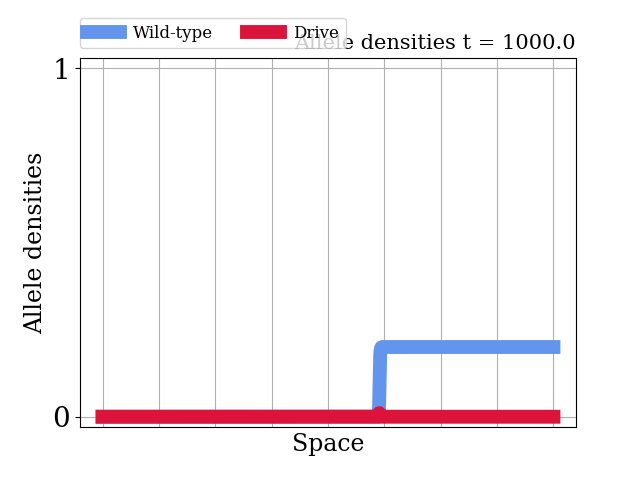 Wild-type Drive
Allele densities t = 1000.0
1
Allele densities
0
Space